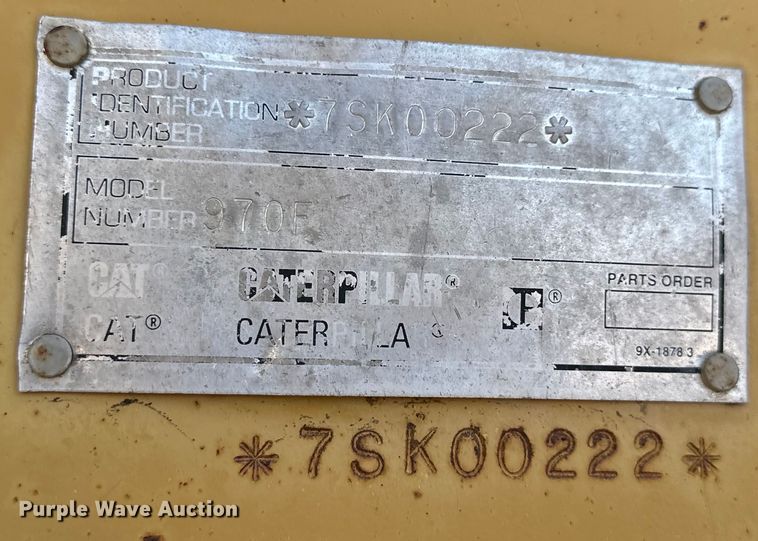 PRODUCT
IDENTIFICATION
NUMBER
*7SK00222*
MODEL
NUMBER 970F
CAT® CATERPILLAR®
CAT® CATERPILLA
PARTS ORDER
9X-1878 3
*7SK00222*
Purple Wave Auction